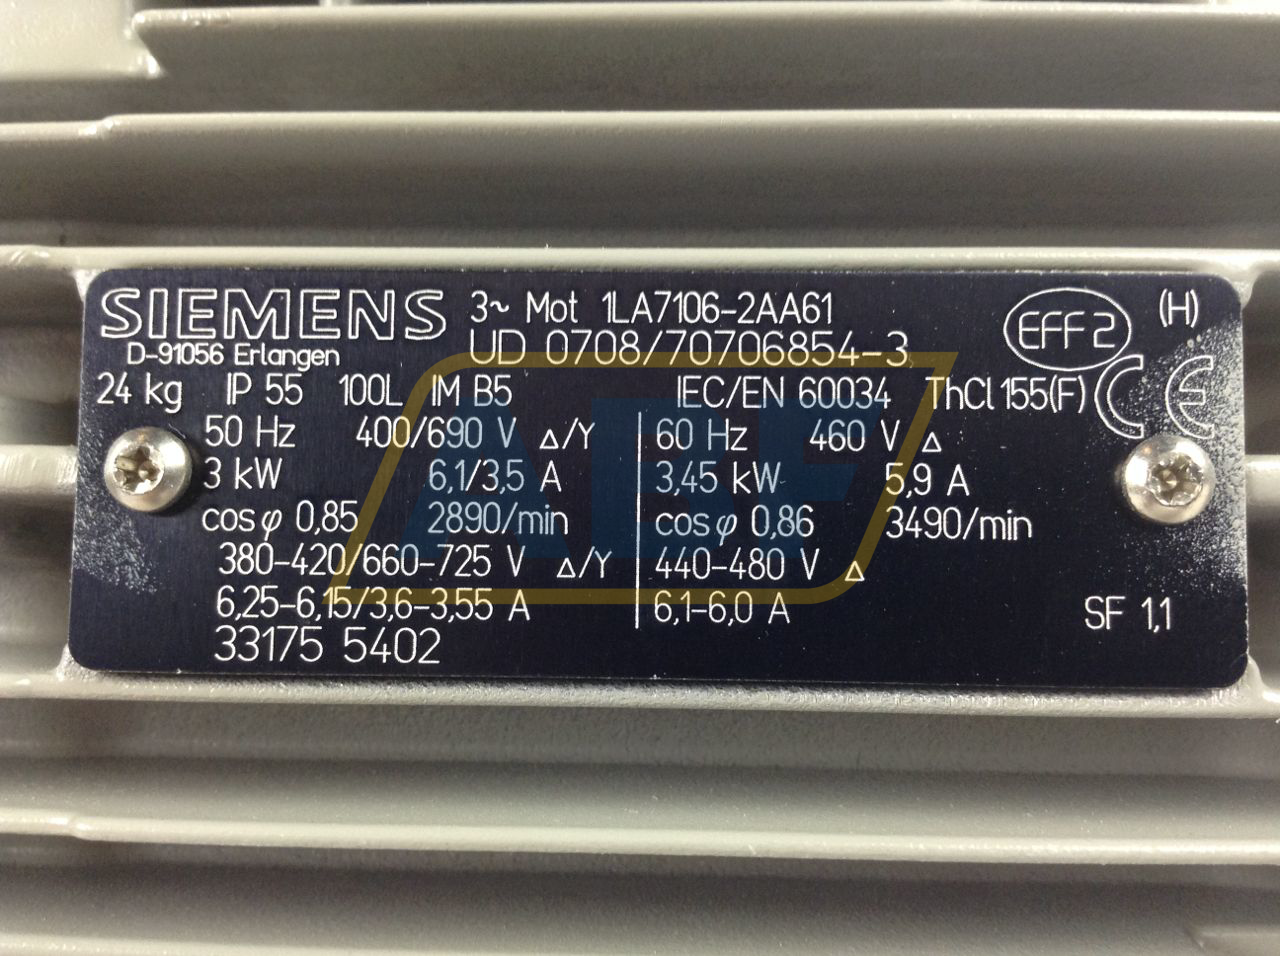 SIEMENS 3~ Mot 1LA7106-2AA61 EFF2 (H)
D-91056 Erlangen UD 0708/70706854-3
24 kg IP 55 100L IM B5 IEC/EN 60034 ThCl 155(F) CE
50 Hz 400/690 V Δ/Y 60 Hz 460 V Δ
3 kW 6,1/3,5 A 3,45 kW 5,9 A
cos φ 0,85 2890/min cos φ 0,86 3490/min
380-420/660-725 V Δ/Y 440-480 V Δ
6,25-6,15/3,6-3,55 A 6,1-6,0 A SF 1,1
33175 5402
ABF